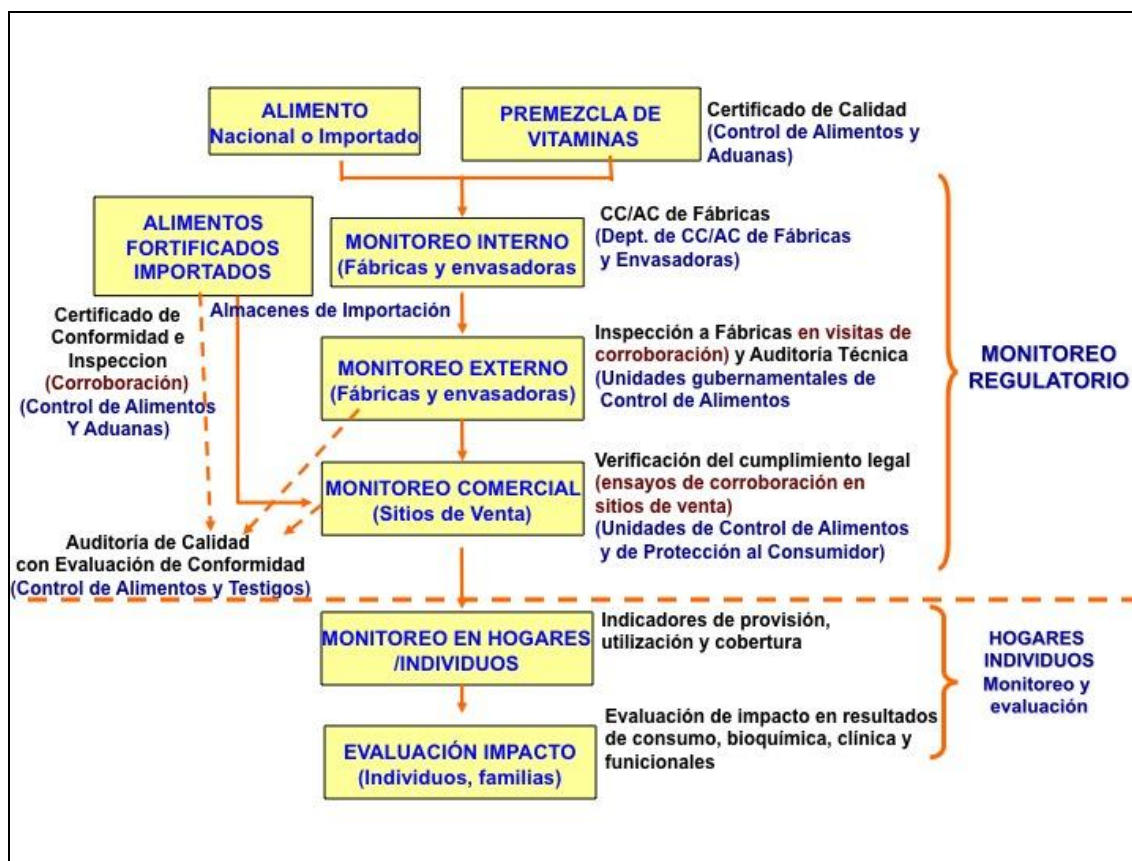 ALIMENTO
Nacional o Importado
PREMEZCLA DE
VITAMINAS
Certificado de Calidad
(Control de Alimentos y
Aduanas)
ALIMENTOS
FORTIFICADOS
IMPORTADOS
MONITOREO INTERNO
(Fábricas y envasadoras
CC/AC de Fábricas
(Dept. de CC/AC de Fábricas
y Envasadoras)
Almacenes de Importación
Certificado de
Conformidad e
Inspeccion
(Corroboración)
(Control de Alimentos
Y Aduanas)
MONITOREO EXTERNO
(Fábricas y envasadoras)
Inspección a Fábricas en visitas de
corroboración) y Auditoría Técnica
(Unidades gubernamentales de
Control de Alimentos
MONITOREO
REGULATORIO
MONITOREO COMERCIAL
(Sitios de Venta)
Verificación del cumplimiento legal
(ensayos de corroboración en
sitios de venta)
(Unidades de Control de Alimentos
y de Protección al Consumidor)
Auditoría de Calidad
con Evaluación de Conformidad
(Control de Alimentos y Testigos)
MONITOREO EN HOGARES
/INDIVIDUOS
Indicadores de provisión,
utilización y cobertura
HOGARES
INDIVIDUOS
Monitoreo y
evaluación
EVALUACIÓN IMPACTO
(Individuos, familias)
Evaluación de impacto en resultados
de consumo, bioquímica, clínica y
funicionales